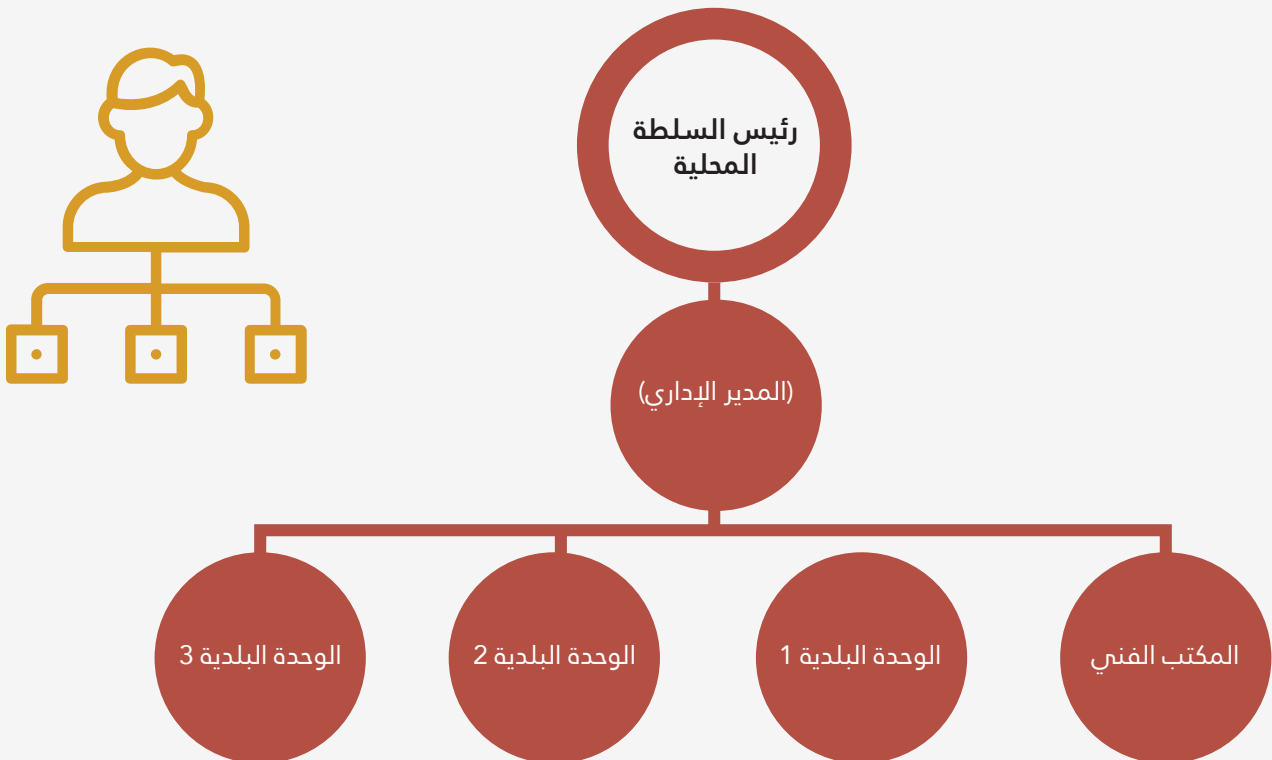 رئيس السلطة
المحلية
(المدير الإداري)
المكتب الفني
الوحدة البلدية 1
الوحدة البلدية 2
الوحدة البلدية 3